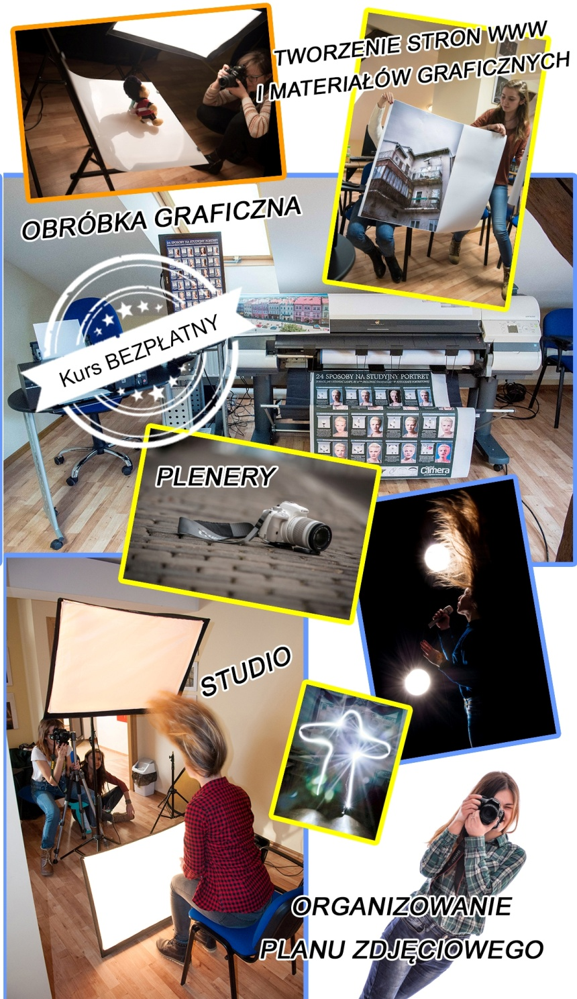 TWORZENIE STRON WWW
I MATERIAŁÓW GRAFICZNYCH
OBRÓBKA GRAFICZNA
24 SPOSOBY NA STUDYJNY PORTRET
Kurs BEZPŁATNY
24 SPOSOBY NA STUDYJNY PORTRET
Camera
PLENERY
STUDIO
ORGANIZOWANIE
PLANU ZDJĘCIOWEGO